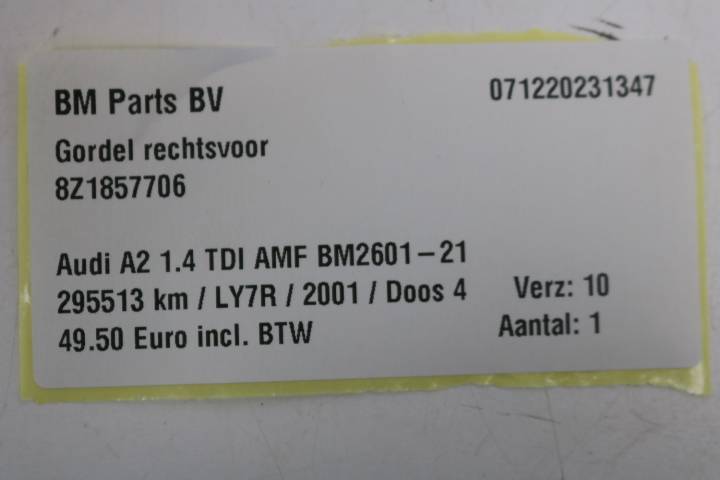 BM Parts BV 071220231347
Gordel rechtsvoor
8Z1857706
Audi A2 1.4 TDI AMF BM2601-21
295513 km / LY7R / 2001 / Doos 4 Verz: 10
49.50 Euro incl. BTW Aantal: 1